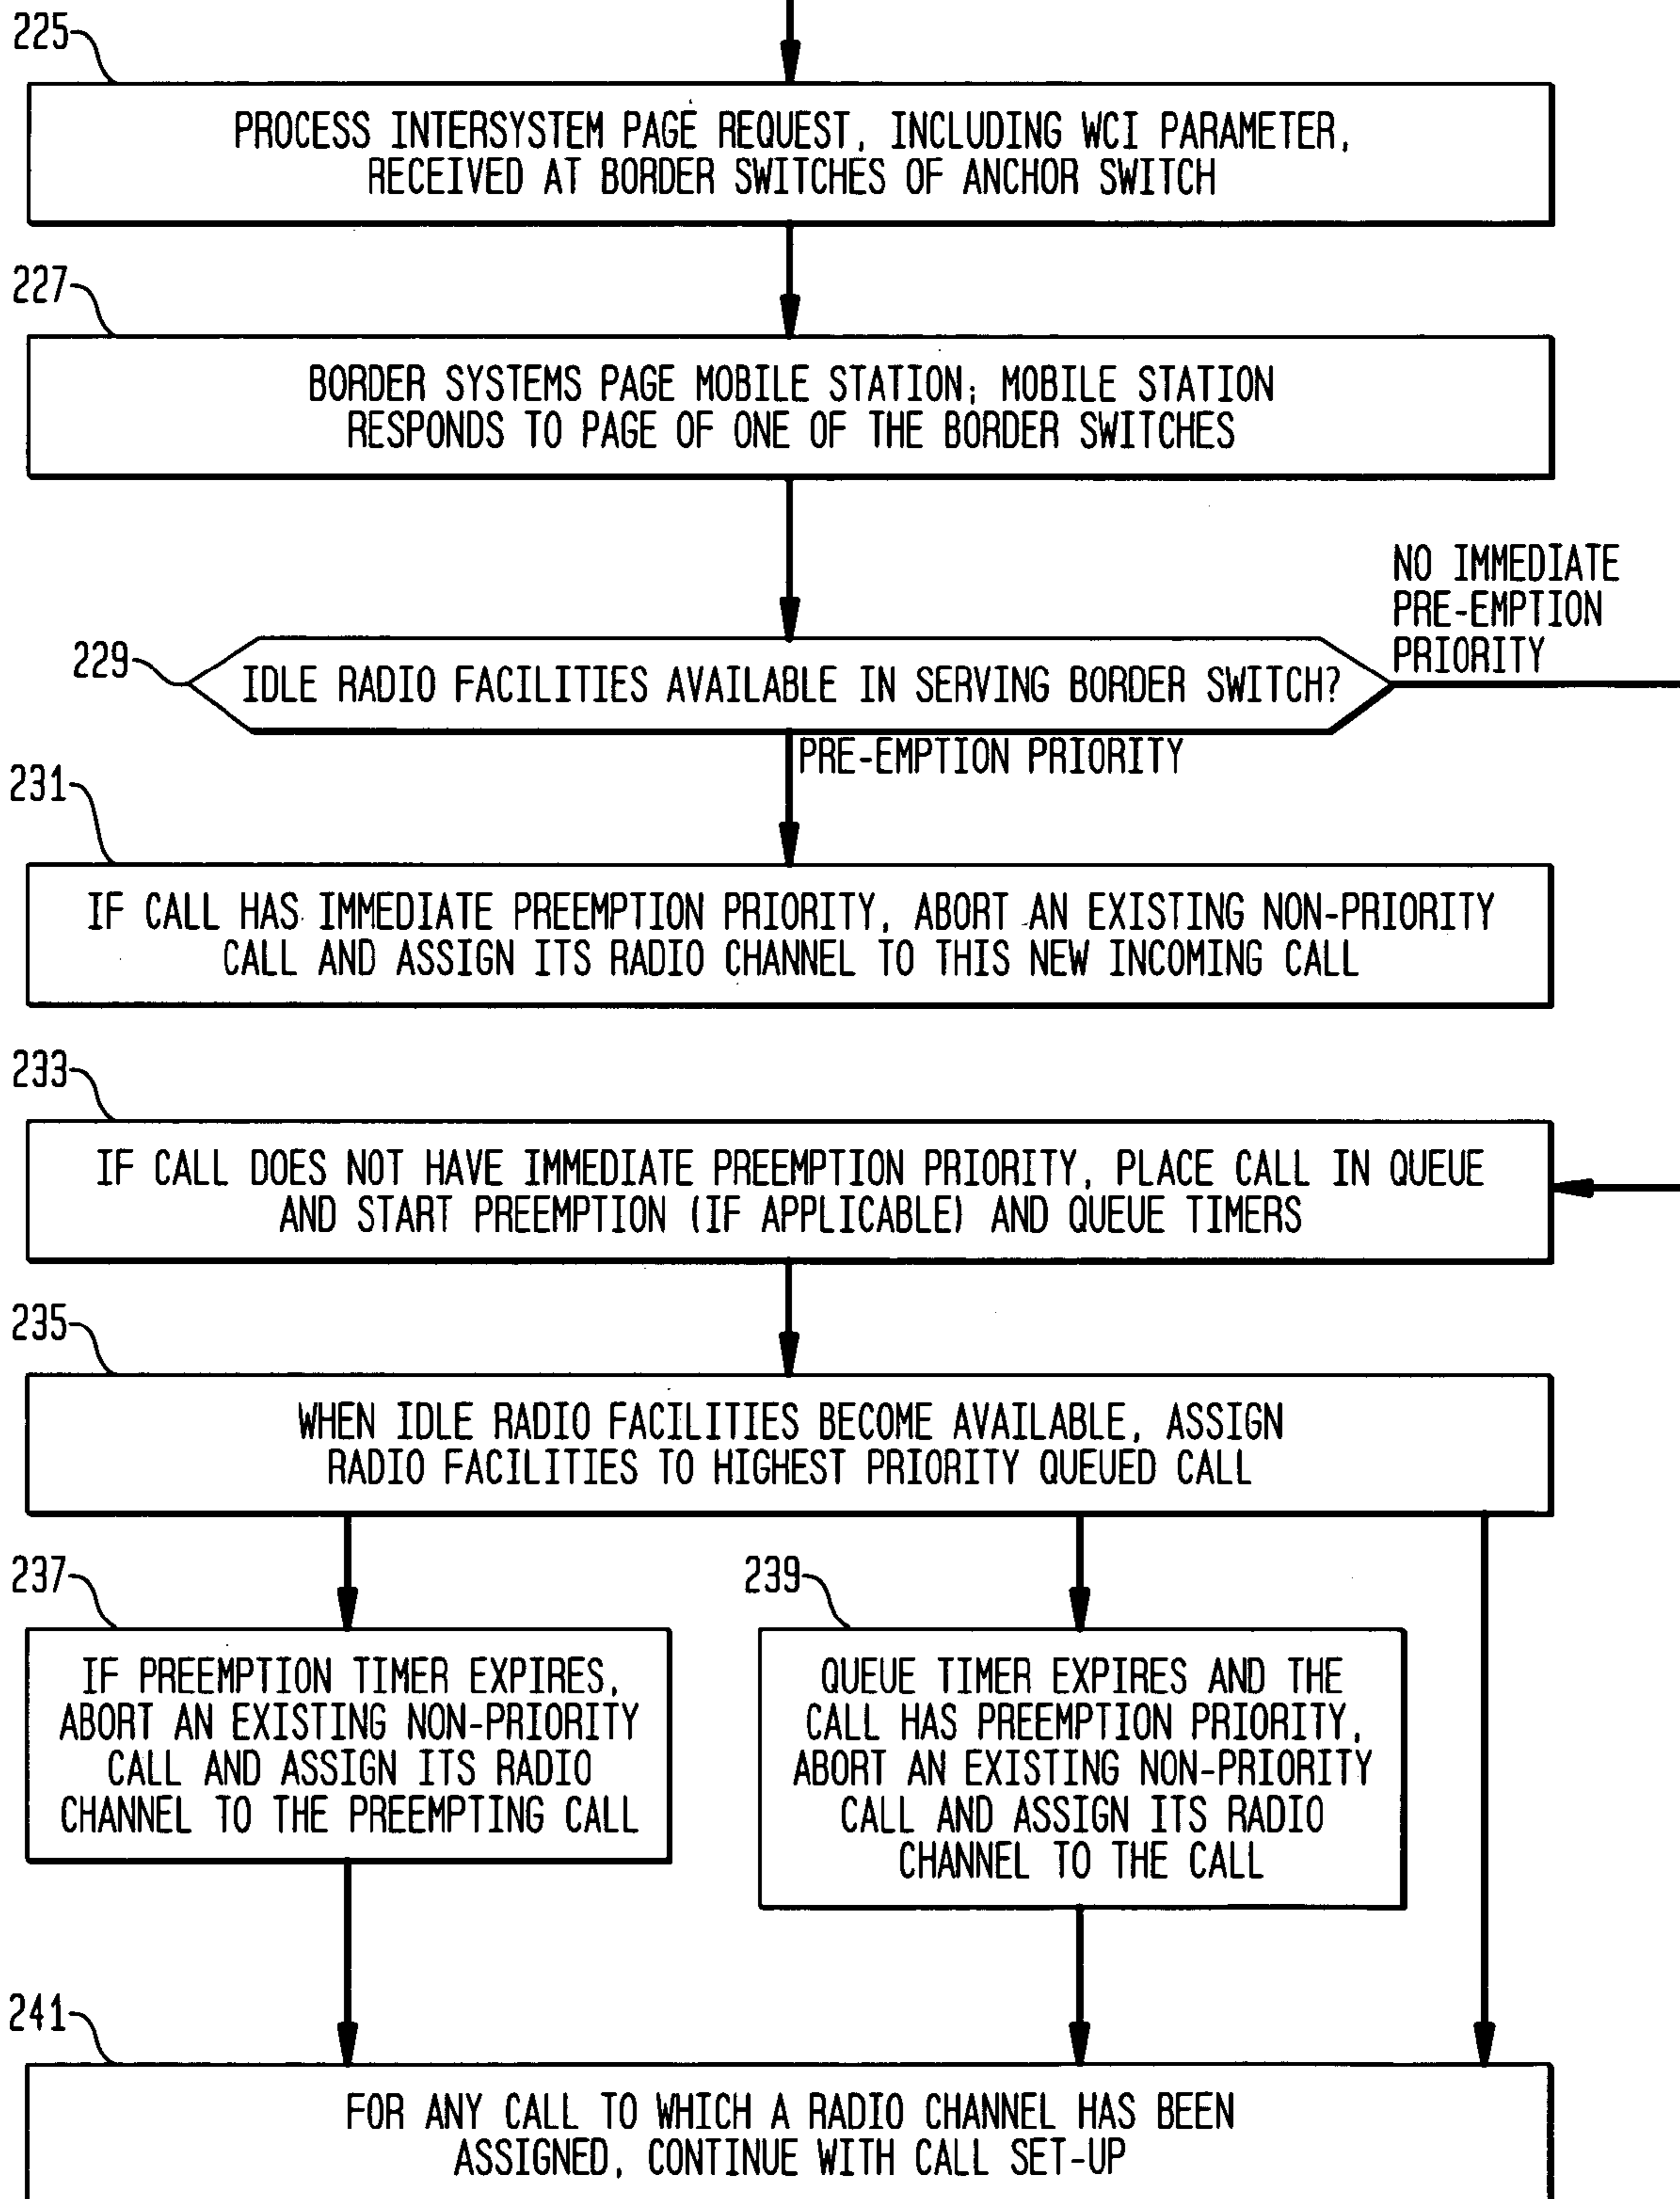 225
PROCESS INTERSYSTEM PAGE REQUEST, INCLUDING WCI PARAMETER,
RECEIVED AT BORDER SWITCHES OF ANCHOR SWITCH
227
BORDER SYSTEMS PAGE MOBILE STATION; MOBILE STATION
RESPONDS TO PAGE OF ONE OF THE BORDER SWITCHES
NO IMMEDIATE
PRE-EMPTION
PRIORITY
229
IDLE RADIO FACILITIES AVAILABLE IN SERVING BORDER SWITCH?
PRE-EMPTION PRIORITY
231
IF CALL HAS IMMEDIATE PREEMPTION PRIORITY, ABORT AN EXISTING NON-PRIORITY
CALL AND ASSIGN ITS RADIO CHANNEL TO THIS NEW INCOMING CALL
233
IF CALL DOES NOT HAVE IMMEDIATE PREEMPTION PRIORITY, PLACE CALL IN QUEUE
AND START PREEMPTION (IF APPLICABLE) AND QUEUE TIMERS
235
WHEN IDLE RADIO FACILITIES BECOME AVAILABLE, ASSIGN
RADIO FACILITIES TO HIGHEST PRIORITY QUEUED CALL
237
IF PREEMPTION TIMER EXPIRES,
ABORT AN EXISTING NON-PRIORITY
CALL AND ASSIGN ITS RADIO
CHANNEL TO THE PREEMPTING CALL
239
QUEUE TIMER EXPIRES AND THE
CALL HAS PREEMPTION PRIORITY,
ABORT AN EXISTING NON-PRIORITY
CALL AND ASSIGN ITS RADIO
CHANNEL TO THE CALL
241
FOR ANY CALL TO WHICH A RADIO CHANNEL HAS BEEN
ASSIGNED, CONTINUE WITH CALL SET-UP